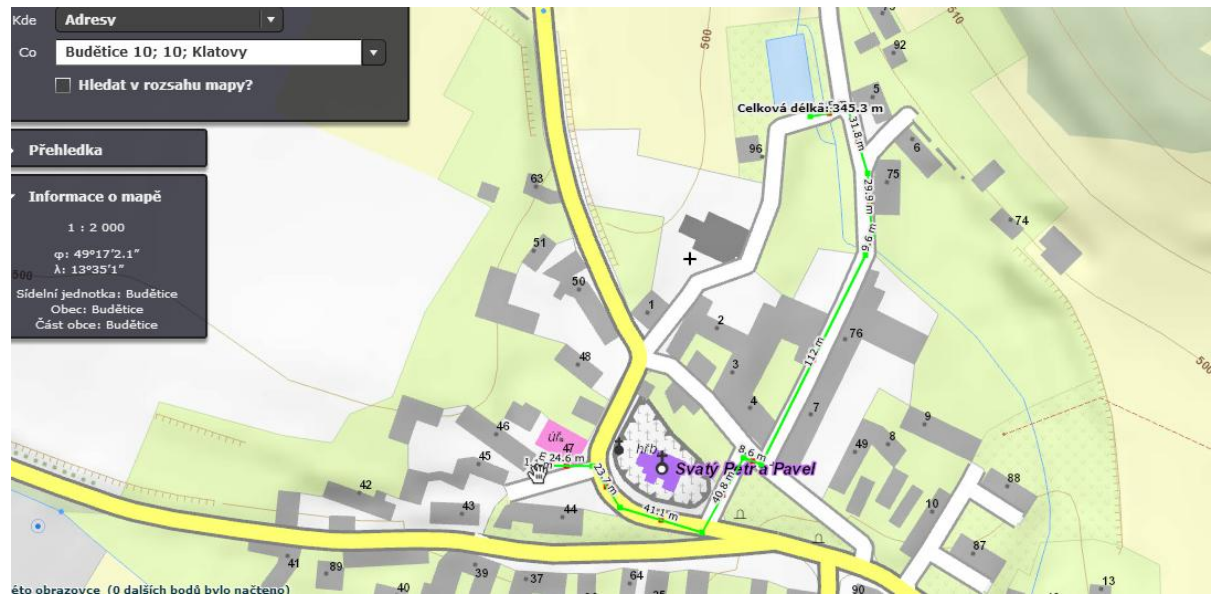 Kde Adresy
Co Budětice 10; 10; Klatovy
Hledat v rozsahu mapy?
Přehledka
Informace o mapě
1 : 2 000
φ: 49°17'2.1"
λ: 13°35'1"
Sídelní jednotka: Budětice
Obec: Budětice
Část obce: Budětice
500
510
92
5
Celková délka: 345.3 m
31.8 m
96
6
29.9 m
75
63
74
9.9 m
51
50
1
2
76
112 m
48
3
4
7
9
46
úř.
47
hřb.
8.6 m
49
8
45
24.6 m
Svatý Petr a Pavel
88
42
23.7 m
40.8 m
43
44
41.1 m
10
87
41
89
39
37
64
40
90
13
500
500
této obrazovce (0 dalších bodů bylo načteno)